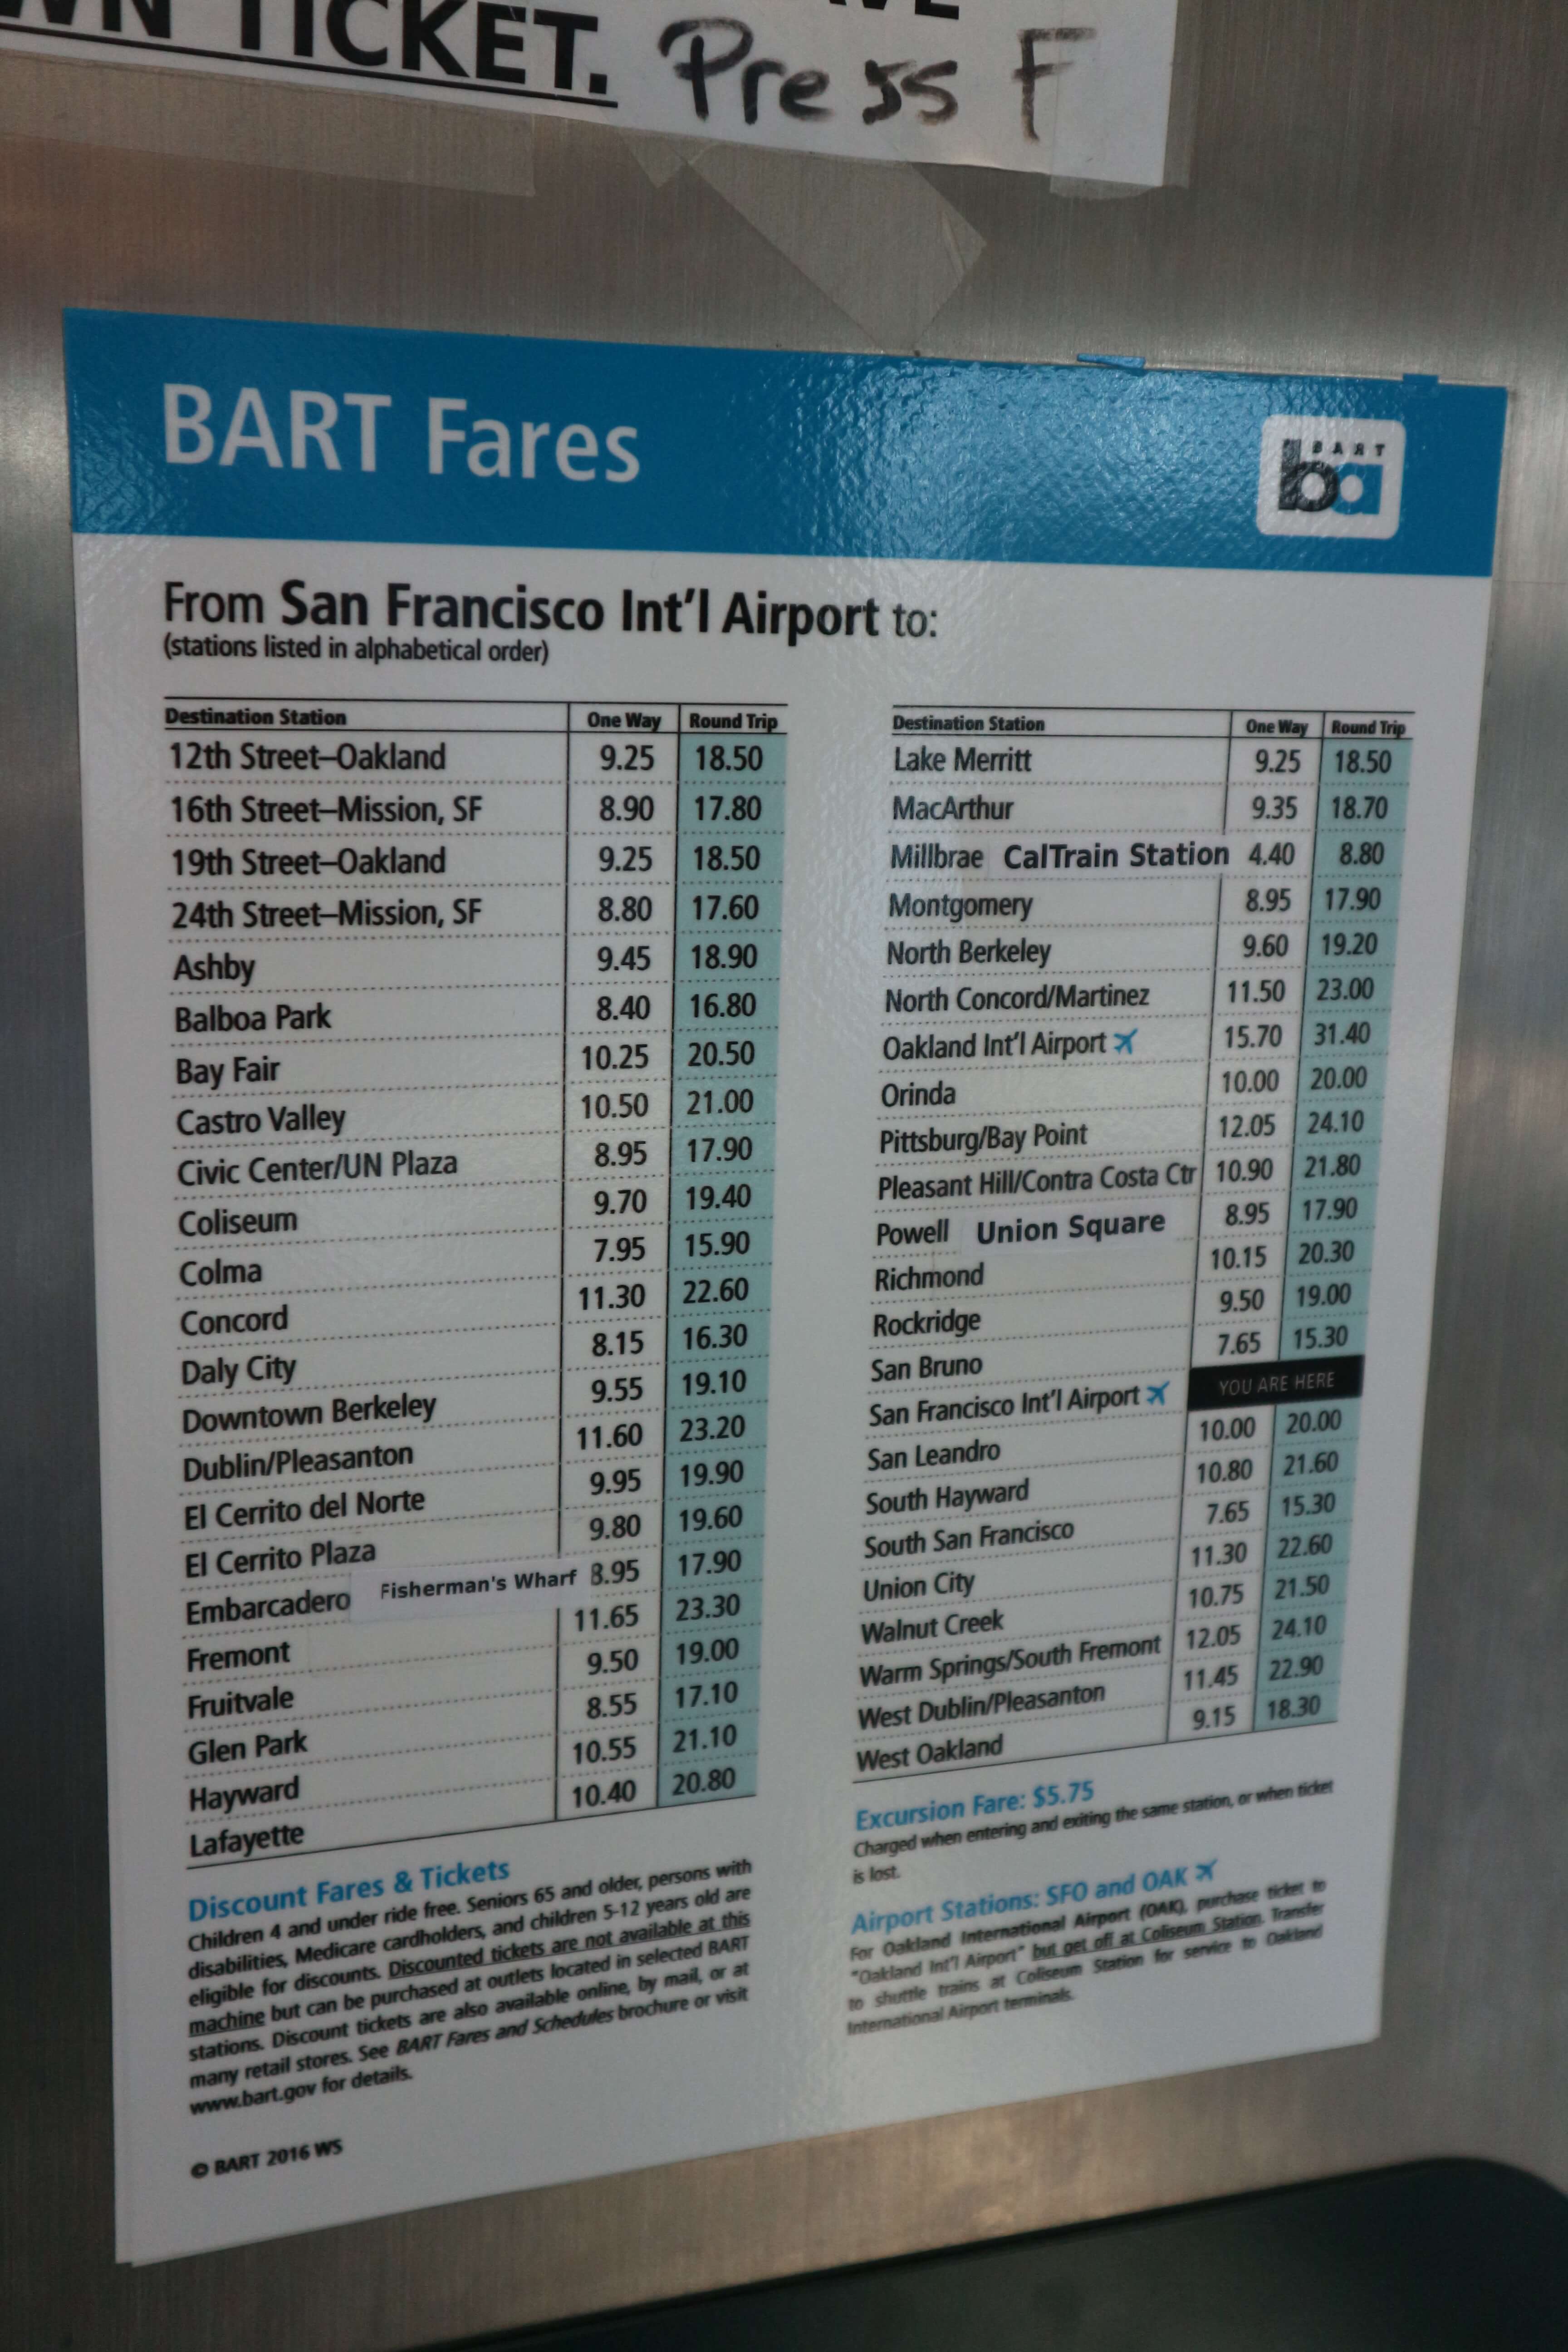 WN TICKET. Press F
BART Fares
BART
ba
From San Francisco Int'l Airport to:
(stations listed in alphabetical order)
Destination Station One Way Round Trip
12th Street–Oakland 9.25 18.50
16th Street–Mission, SF 8.90 17.80
19th Street–Oakland 9.25 18.50
24th Street–Mission, SF 8.80 17.60
Ashby 9.45 18.90
Balboa Park 8.40 16.80
Bay Fair 10.25 20.50
Castro Valley 10.50 21.00
Civic Center/UN Plaza 8.95 17.90
Coliseum 9.70 19.40
Colma 7.95 15.90
Concord 11.30 22.60
Daly City 8.15 16.30
Downtown Berkeley 9.55 19.10
Dublin/Pleasanton 11.60 23.20
El Cerrito del Norte 9.95 19.90
El Cerrito Plaza 9.80 19.60
Embarcadero Fisherman's Wharf 8.95 17.90
Fremont 11.65 23.30
Fruitvale 9.50 19.00
Glen Park 8.55 17.10
Hayward 10.55 21.10
Lafayette 10.40 20.80
Discount Fares & Tickets
Children 4 and under ride free. Seniors 65 and older, persons with
disabilities, Medicare cardholders, and children 5-12 years old are
eligible for discounts. Discounted tickets are not available at this
machine but can be purchased at outlets located in selected BART
stations. Discount tickets are also available online, by mail, or at
many retail stores. See BART Fares and Schedules brochure or visit
www.bart.gov for details.
© BART 2016 WS
Destination Station One Way Round Trip
Lake Merritt 9.25 18.50
MacArthur 9.35 18.70
Millbrae CalTrain Station 4.40 8.80
Montgomery 8.95 17.90
North Berkeley 9.60 19.20
North Concord/Martinez 11.50 23.00
Oakland Int'l Airport 15.70 31.40
Orinda 10.00 20.00
Pittsburg/Bay Point 12.05 24.10
Pleasant Hill/Contra Costa Ctr 10.90 21.80
Powell Union Square 8.95 17.90
Richmond 10.15 20.30
Rockridge 9.50 19.00
San Bruno 7.65 15.30
San Francisco Int'l Airport YOU ARE HERE
San Leandro 10.00 20.00
South Hayward 10.80 21.60
South San Francisco 7.65 15.30
Union City 11.30 22.60
Walnut Creek 10.75 21.50
Warm Springs/South Fremont 12.05 24.10
West Dublin/Pleasanton 11.45 22.90
West Oakland 9.15 18.30
Excursion Fare: $5.75
Charged when entering and exiting the same station, or when ticket
is lost.
Airport Stations: SFO and OAK
For Oakland International Airport (OAK), purchase ticket to
"Oakland Int'l Airport" but get off at Coliseum Station. Transfer
to shuttle trains at Coliseum Station for service to Oakland
International Airport terminals.